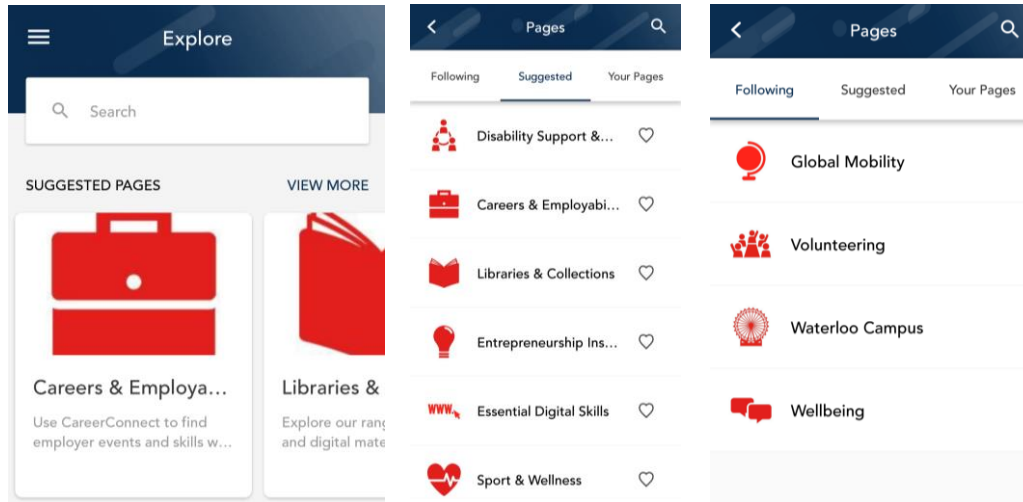 Explore
Search
SUGGESTED PAGES VIEW MORE
Careers & Employa...
Use CareerConnect to find
employer events and skills w...
Libraries &
Explore our rang
and digital mate
Pages
Following Suggested Your Pages
Disability Support &...
Careers & Employabi...
Libraries & Collections
Entrepreneurship Ins...
WWW. Essential Digital Skills
Sport & Wellness
Pages
Following Suggested Your Pages
Global Mobility
Volunteering
Waterloo Campus
Wellbeing